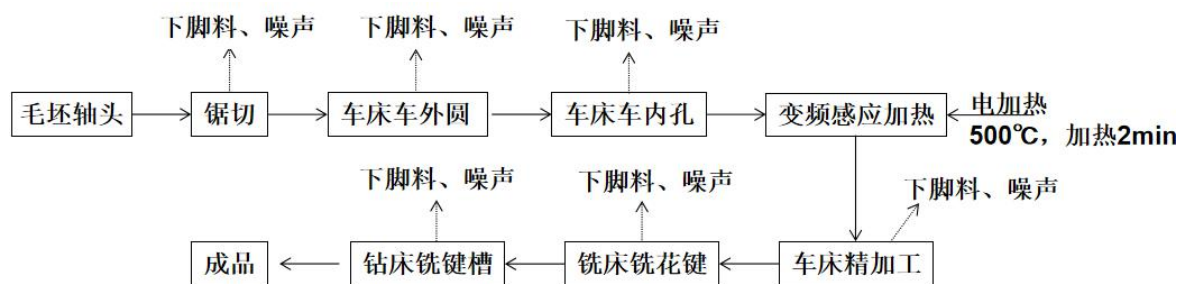 下脚料、噪声
下脚料、噪声
下脚料、噪声
毛坯轴头
锯切
车床车外圆
车床车内孔
变频感应加热
电加热
500℃，加热2min
下脚料、噪声
下脚料、噪声
下脚料、噪声
成品
钻床铣键槽
铣床铣花键
车床精加工